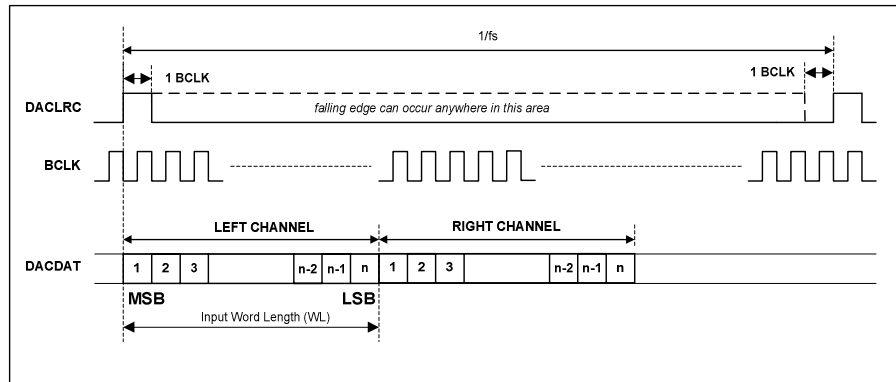 1/fs
1 BCLK
1 BCLK
DACLRC
falling edge can occur anywhere in this area
BCLK
LEFT CHANNEL
RIGHT CHANNEL
DACDAT
1 2 3 n-2 n-1 n 1 2 3 n-2 n-1 n
MSB LSB
Input Word Length (WL)